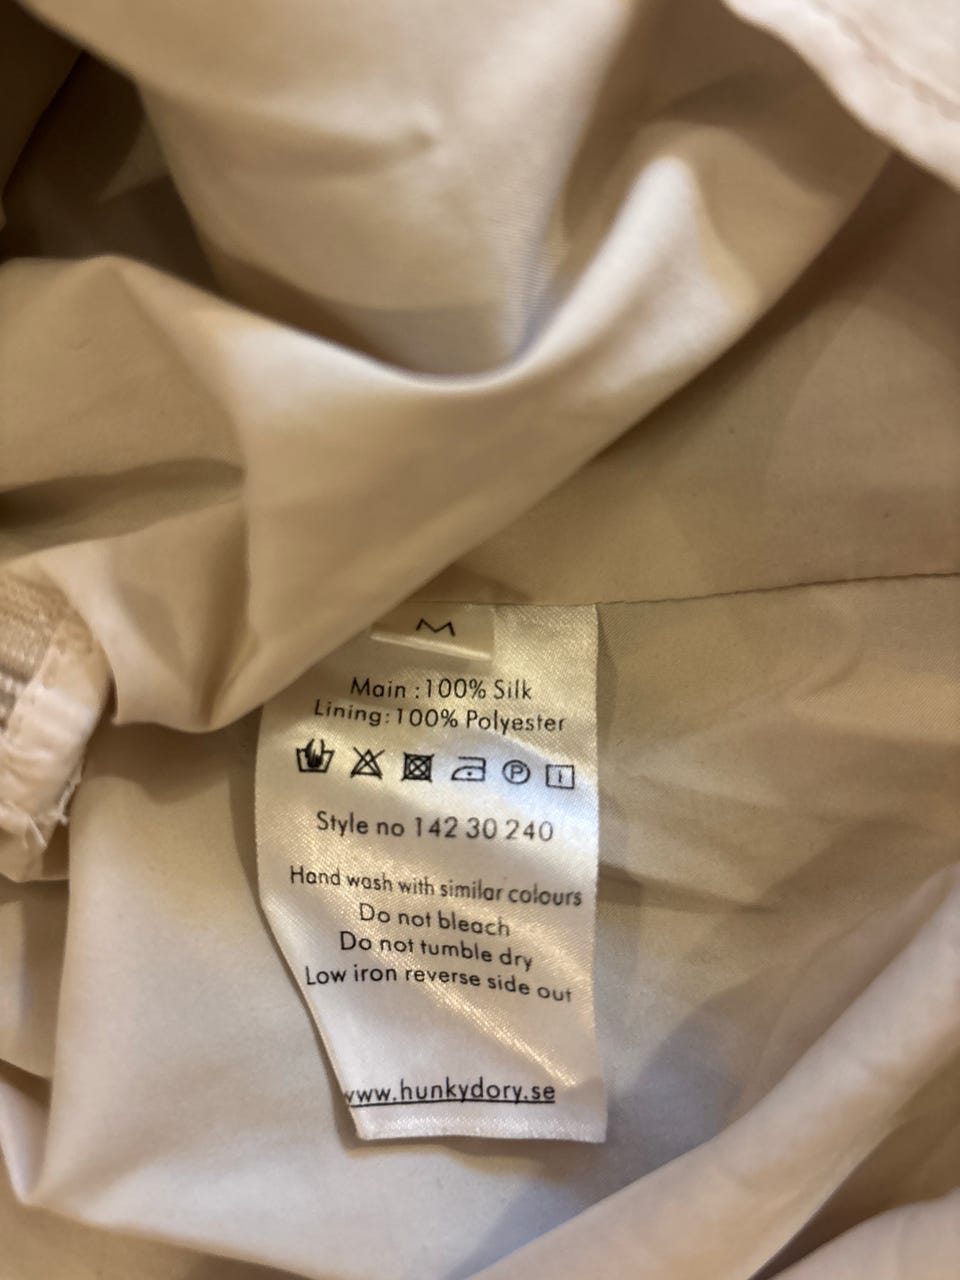 M
Main :100% Silk
Lining:100% Polyester
P
Style no 142 30 240
Hand wash with similar colours
Do not bleach
Do not tumble dry
Low iron reverse side out
www.hunkydory.se